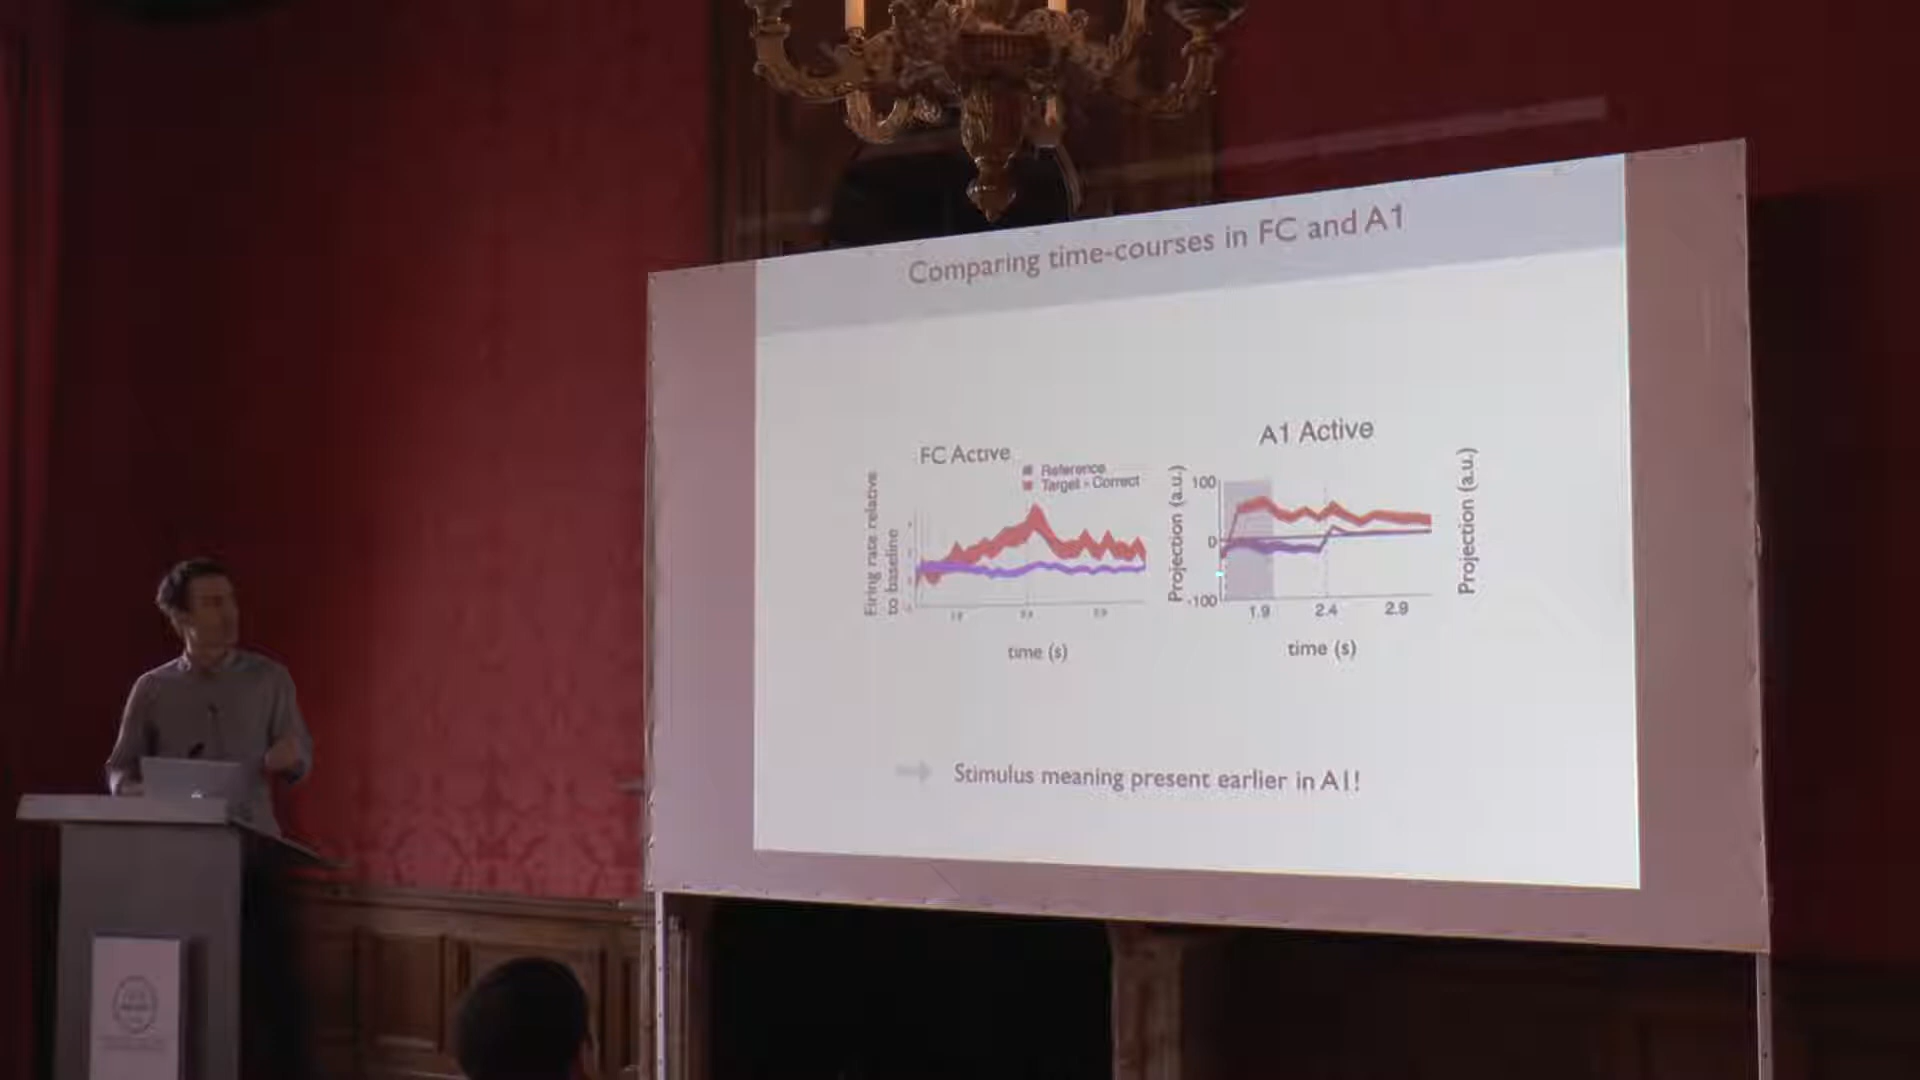 Comparing time-courses in FC and A1
FC Active
Reference
Target - Correct
Firing rate relative
to baseline
time (s)
A1 Active
Projection (a.u.)
100
0
-100
1.9 2.4 2.9
time (s)
Projection (a.u.)
Stimulus meaning present earlier in A1!